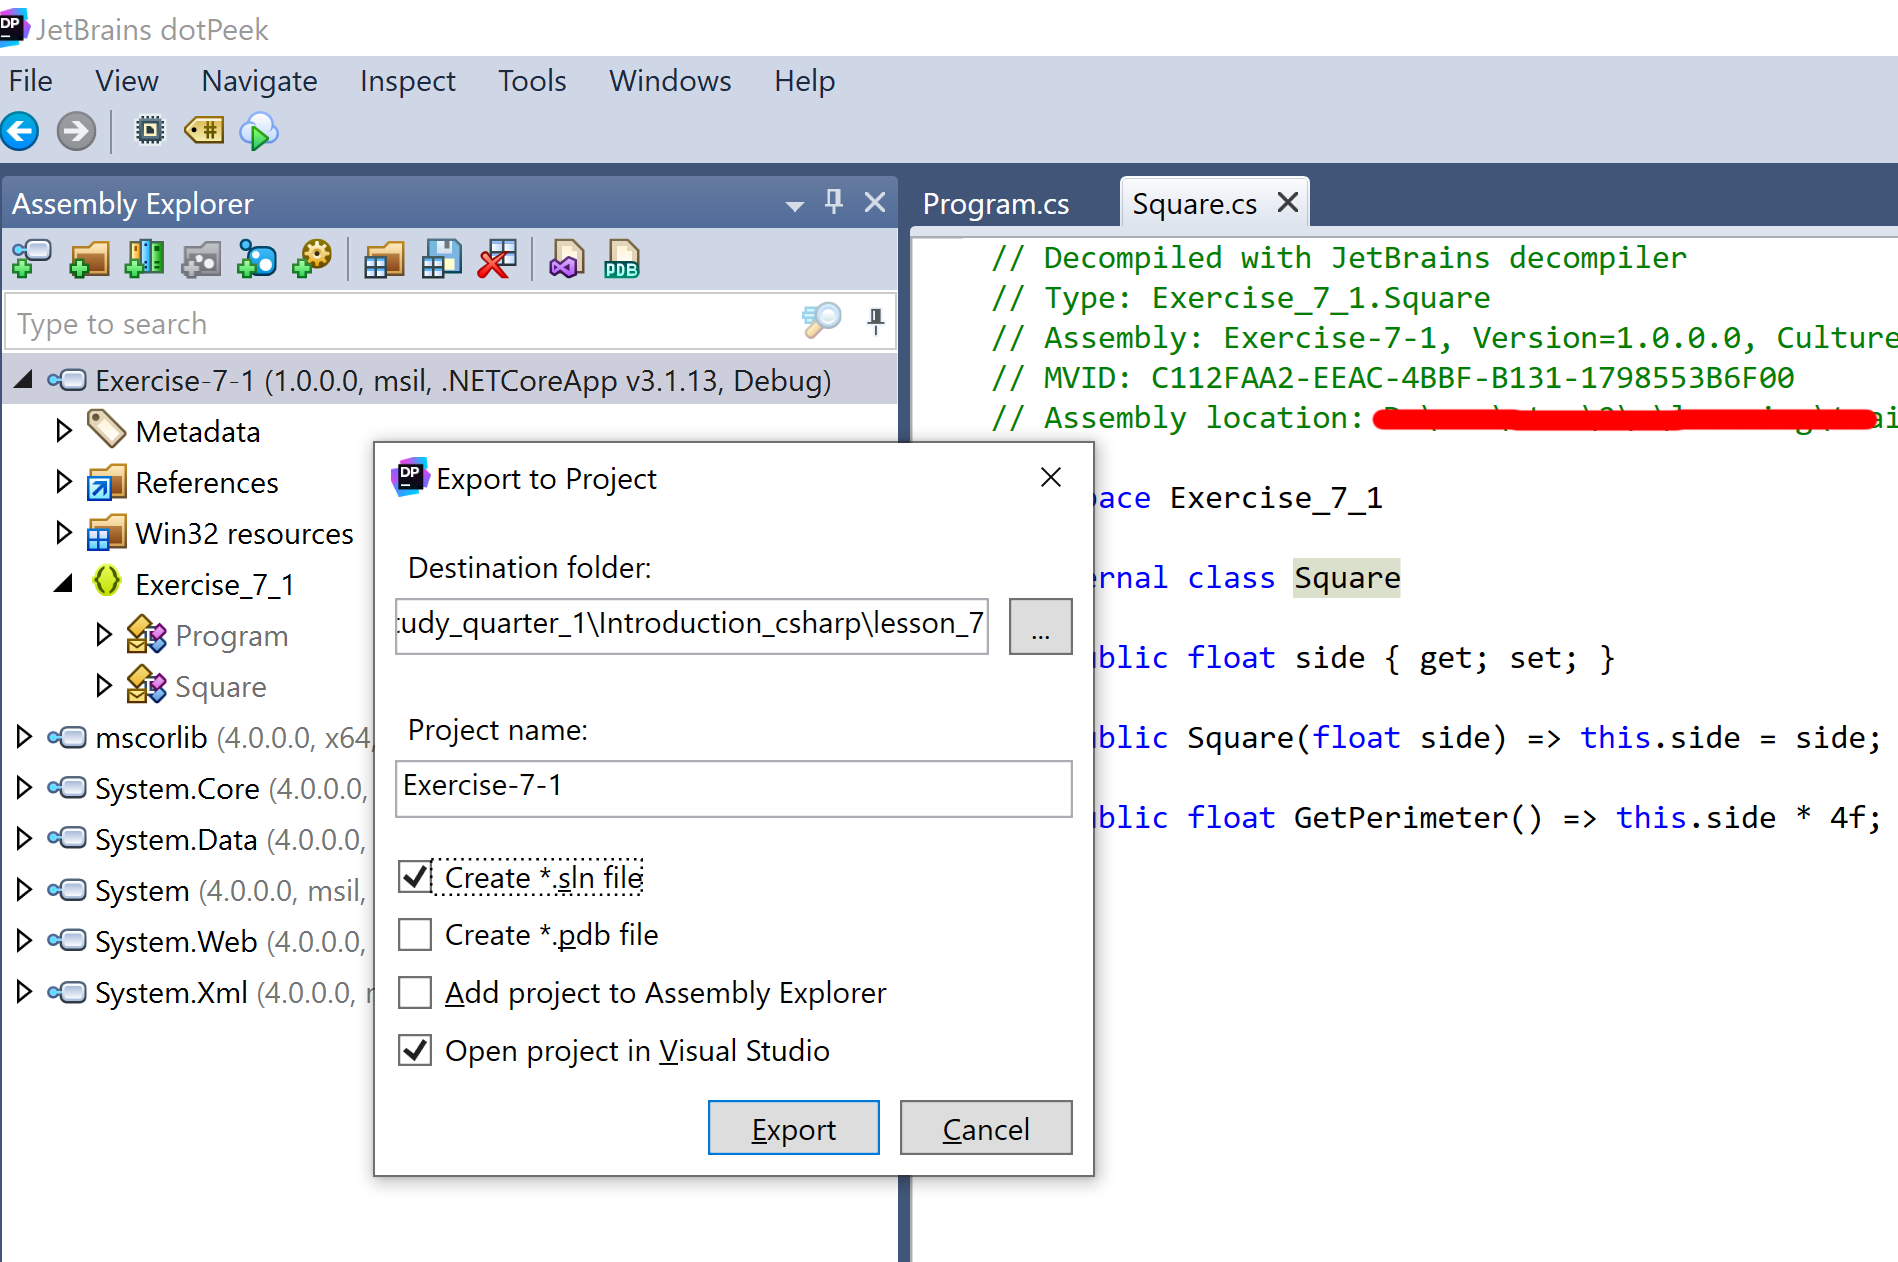 JetBrains dotPeek
File View Navigate Inspect Tools Windows Help
Assembly Explorer
Type to search
Exercise-7-1 (1.0.0.0, msil, .NETCoreApp v3.1.13, Debug)
Metadata
References
Win32 resources
Exercise_7_1
Program
Square
mscorlib (4.0.0.0, x64,
System.Core (4.0.0.0,
System.Data (4.0.0.0,
System (4.0.0.0, msil,
System.Web (4.0.0.0,
System.Xml (4.0.0.0,
Program.cs Square.cs
// Decompiled with JetBrains decompiler
// Type: Exercise_7_1.Square
// Assembly: Exercise-7-1, Version=1.0.0.0, Culture
// MVID: C112FAA2-EEAC-4BBF-B131-1798553B6F00
// Assembly location:
ace Exercise_7_1
ernal class Square
blic float side { get; set; }
blic Square(float side) => this.side = side;
blic float GetPerimeter() => this.side * 4f;
DP Export to Project
Destination folder:
udy_quarter_1\Introduction_csharp\lesson_7
...
Project name:
Exercise-7-1
Create *.sln file
Create *.pdb file
Add project to Assembly Explorer
Open project in Visual Studio
Export Cancel